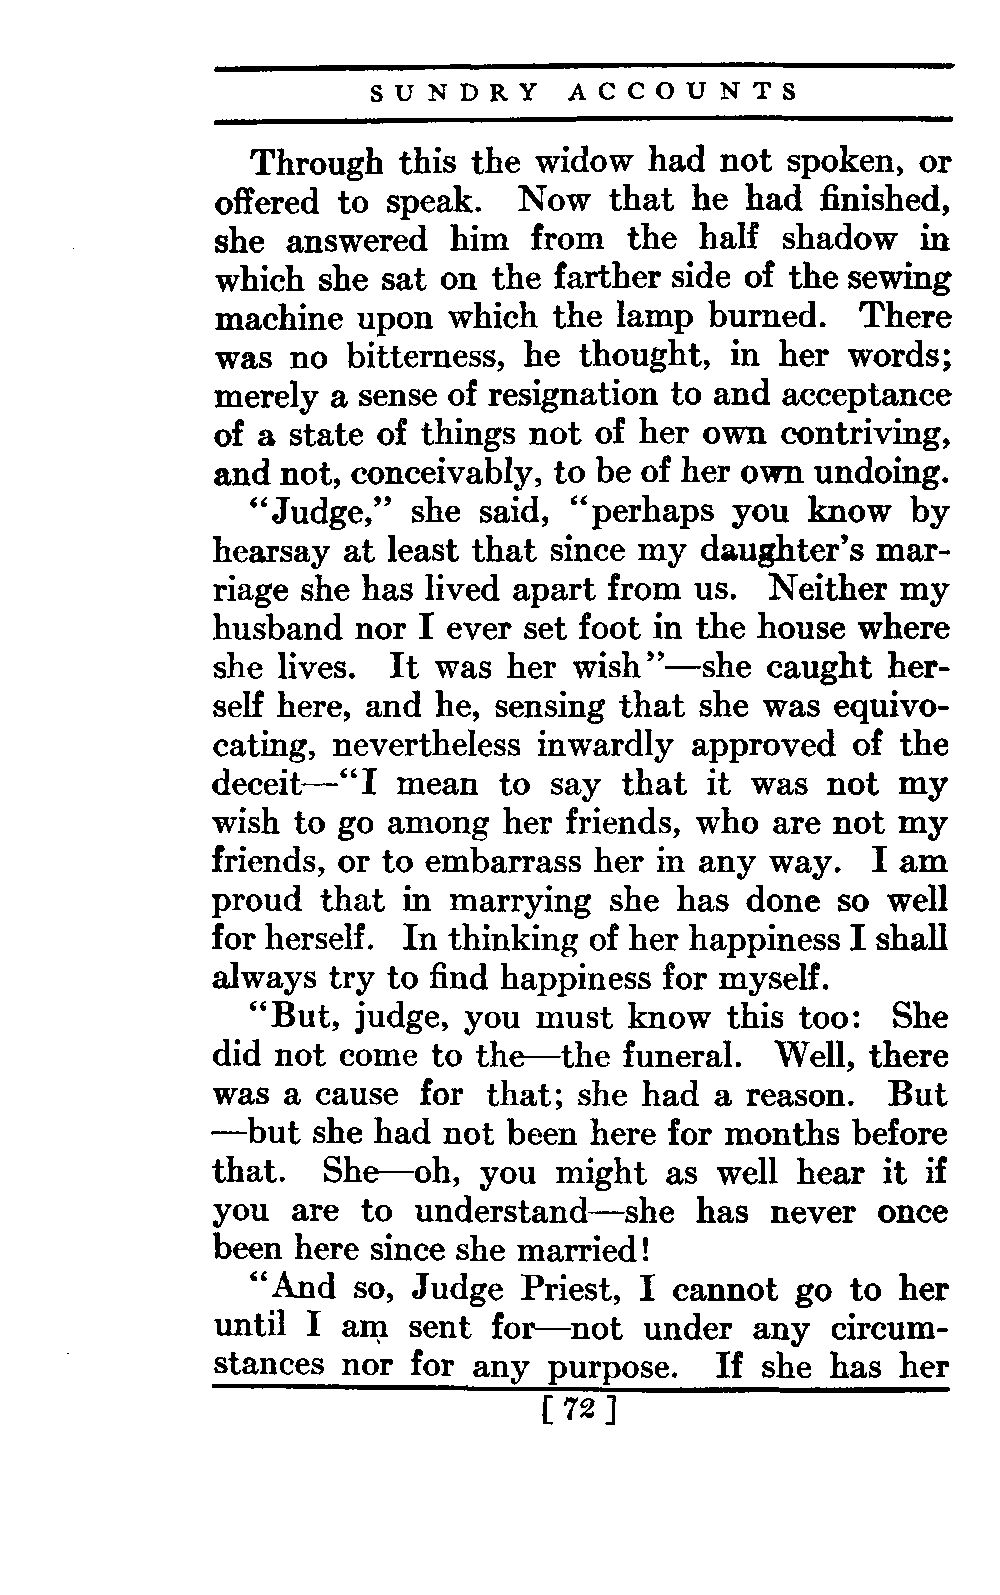 SUNDRY ACCOUNTS
Through this the widow had not spoken, or
offered to speak. Now that he had finished,
she answered him from the half shadow in
which she sat on the farther side of the sewing
machine upon which the lamp burned. There
was no bitterness, he thought, in her words;
merely a sense of resignation to and acceptance
of a state of things not of her own contriving,
and not, conceivably, to be of her own undoing.
"Judge," she said, "perhaps you know by
hearsay at least that since my daughter's mar-
riage she has lived apart from us. Neither my
husband nor I ever set foot in the house where
she lives. It was her wish"—she caught her-
self here, and he, sensing that she was equivo-
cating, nevertheless inwardly approved of the
deceit—"I mean to say that it was not my
wish to go among her friends, who are not my
friends, or to embarrass her in any way. I am
proud that in marrying she has done so well
for herself. In thinking of her happiness I shall
always try to find happiness for myself.
"But, judge, you must know this too: She
did not come to the—the funeral. Well, there
was a cause for that; she had a reason. But
—but she had not been here for months before
that. She—oh, you might as well hear it if
you are to understand—she has never once
been here since she married!
"And so, Judge Priest, I cannot go to her
until I am sent for—not under any circum-
stances nor for any purpose. If she has her
[ 72 ]